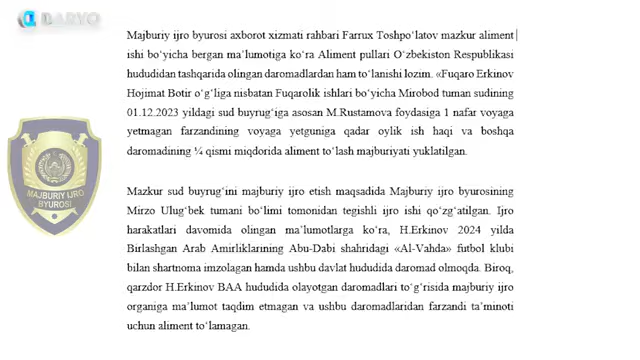 DARYO
Majburiy ijro byurosi axborot xizmati rahbari Farrux Toshpo‘latov mazkur aliment
ishi bo‘yicha bergan ma’lumotiga ko‘ra Aliment pullari O‘zbekiston Respublikasi
hududidan tashqarida olingan daromadlardan ham to‘lanishi lozim. «Fuqaro Erkinov
Hojimat Botir o‘g‘liga nisbatan Fuqarolik ishlari bo‘yicha Mirobod tuman sudining
01.12.2023 yildagi sud buyrug‘iga asosan M.Rustamova foydasiga 1 nafar voyaga
yetmagan farzandining voyaga yetguniga qadar oylik ish haqi va boshqa
daromadining ¼ qismi miqdorida aliment to‘lash majburiyati yuklatilgan.
Mazkur sud buyrug‘ini majburiy ijro etish maqsadida Majburiy ijro byurosining
Mirzo Ulug‘bek tumani bo‘limi tomonidan tegishli ijro ishi qo‘zg‘atilgan. Ijro
harakatlari davomida olingan ma’lumotlarga ko‘ra, H.Erkinov 2024 yilda
Birlashgan Arab Amirliklarining Abu-Dabi shahridagi «Al-Vahda» futbol klubi
bilan shartnoma imzolagan hamda ushbu davlat hududida daromad olmoqda. Biroq,
qarzdor H.Erkinov BAA hududida olayotgan daromadlari to‘g‘risida majburiy ijro
organiga ma’lumot taqdim etmagan va ushbu daromadlaridan farzandi ta’minoti
uchun aliment to‘lamagan.
MAJBURIY IJRO
BYUROSI